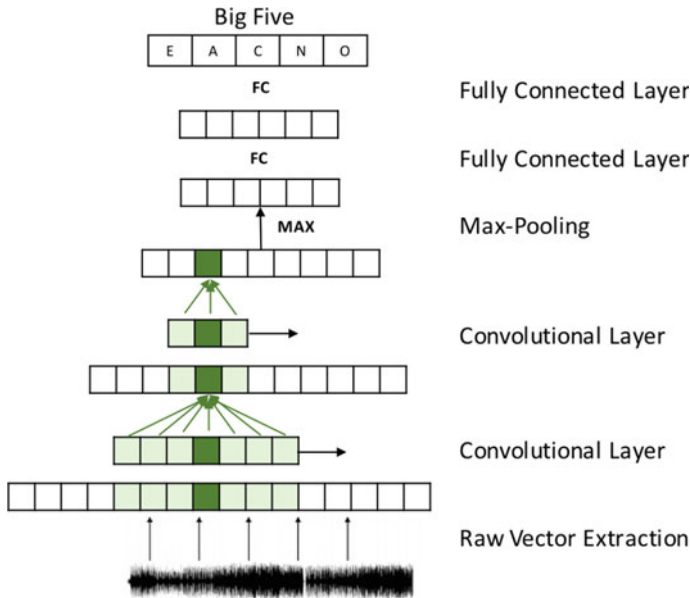 Big Five
E A C N O
FC
Fully Connected Layer
FC
Fully Connected Layer
MAX
Max-Pooling
Convolutional Layer
Convolutional Layer
Raw Vector Extraction